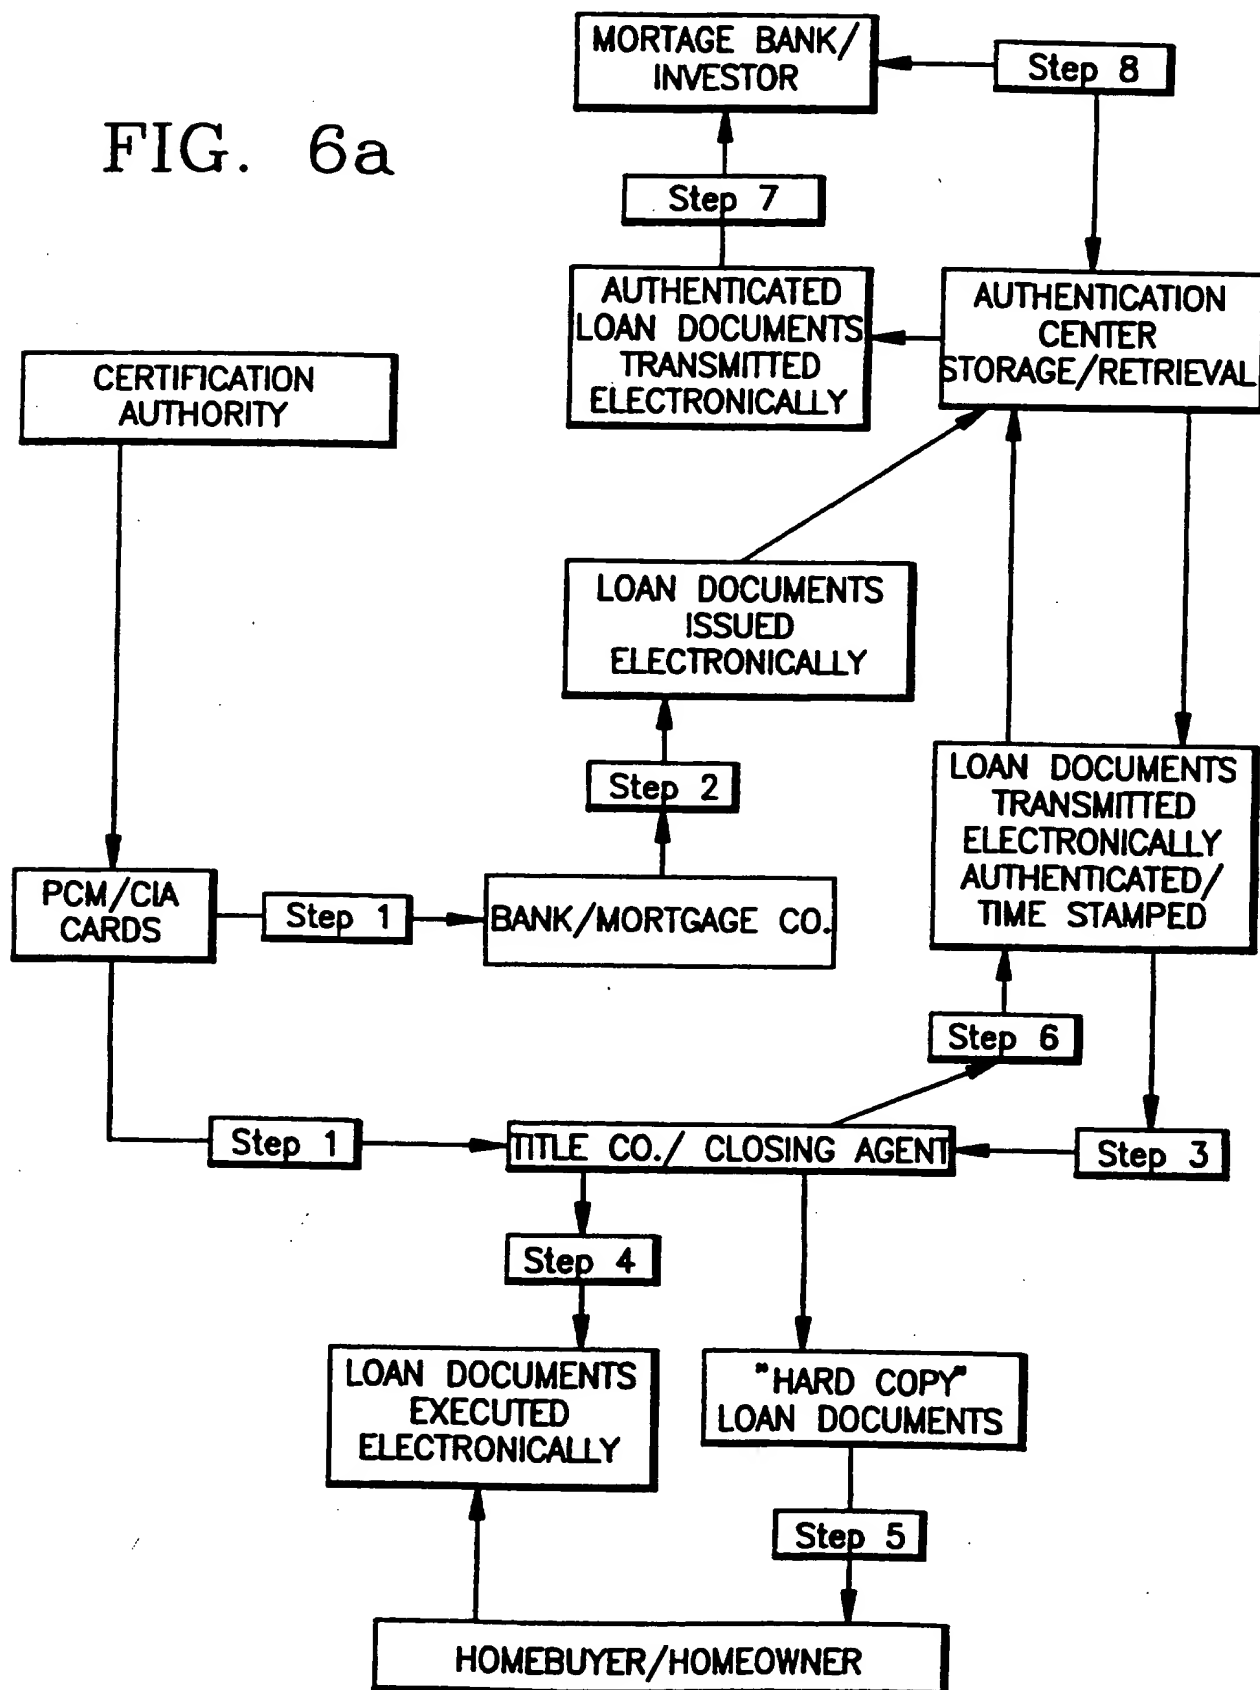 FIG. 6a
MORTAGE BANK/
INVESTOR
Step 8
Step 7
AUTHENTICATED
LOAN DOCUMENTS
TRANSMITTED
ELECTRONICALLY
AUTHENTICATION
CENTER
STORAGE/RETRIEVAL
CERTIFICATION
AUTHORITY
LOAN DOCUMENTS
ISSUED
ELECTRONICALLY
Step 2
LOAN DOCUMENTS
TRANSMITTED
ELECTRONICALLY
AUTHENTICATED/
TIME STAMPED
PCM/CIA
CARDS
Step 1
BANK/MORTGAGE CO.
Step 6
Step 1
TITLE CO./ CLOSING AGENT
Step 3
Step 4
LOAN DOCUMENTS
EXECUTED
ELECTRONICALLY
"HARD COPY"
LOAN DOCUMENTS
Step 5
HOMEBUYER/HOMEOWNER